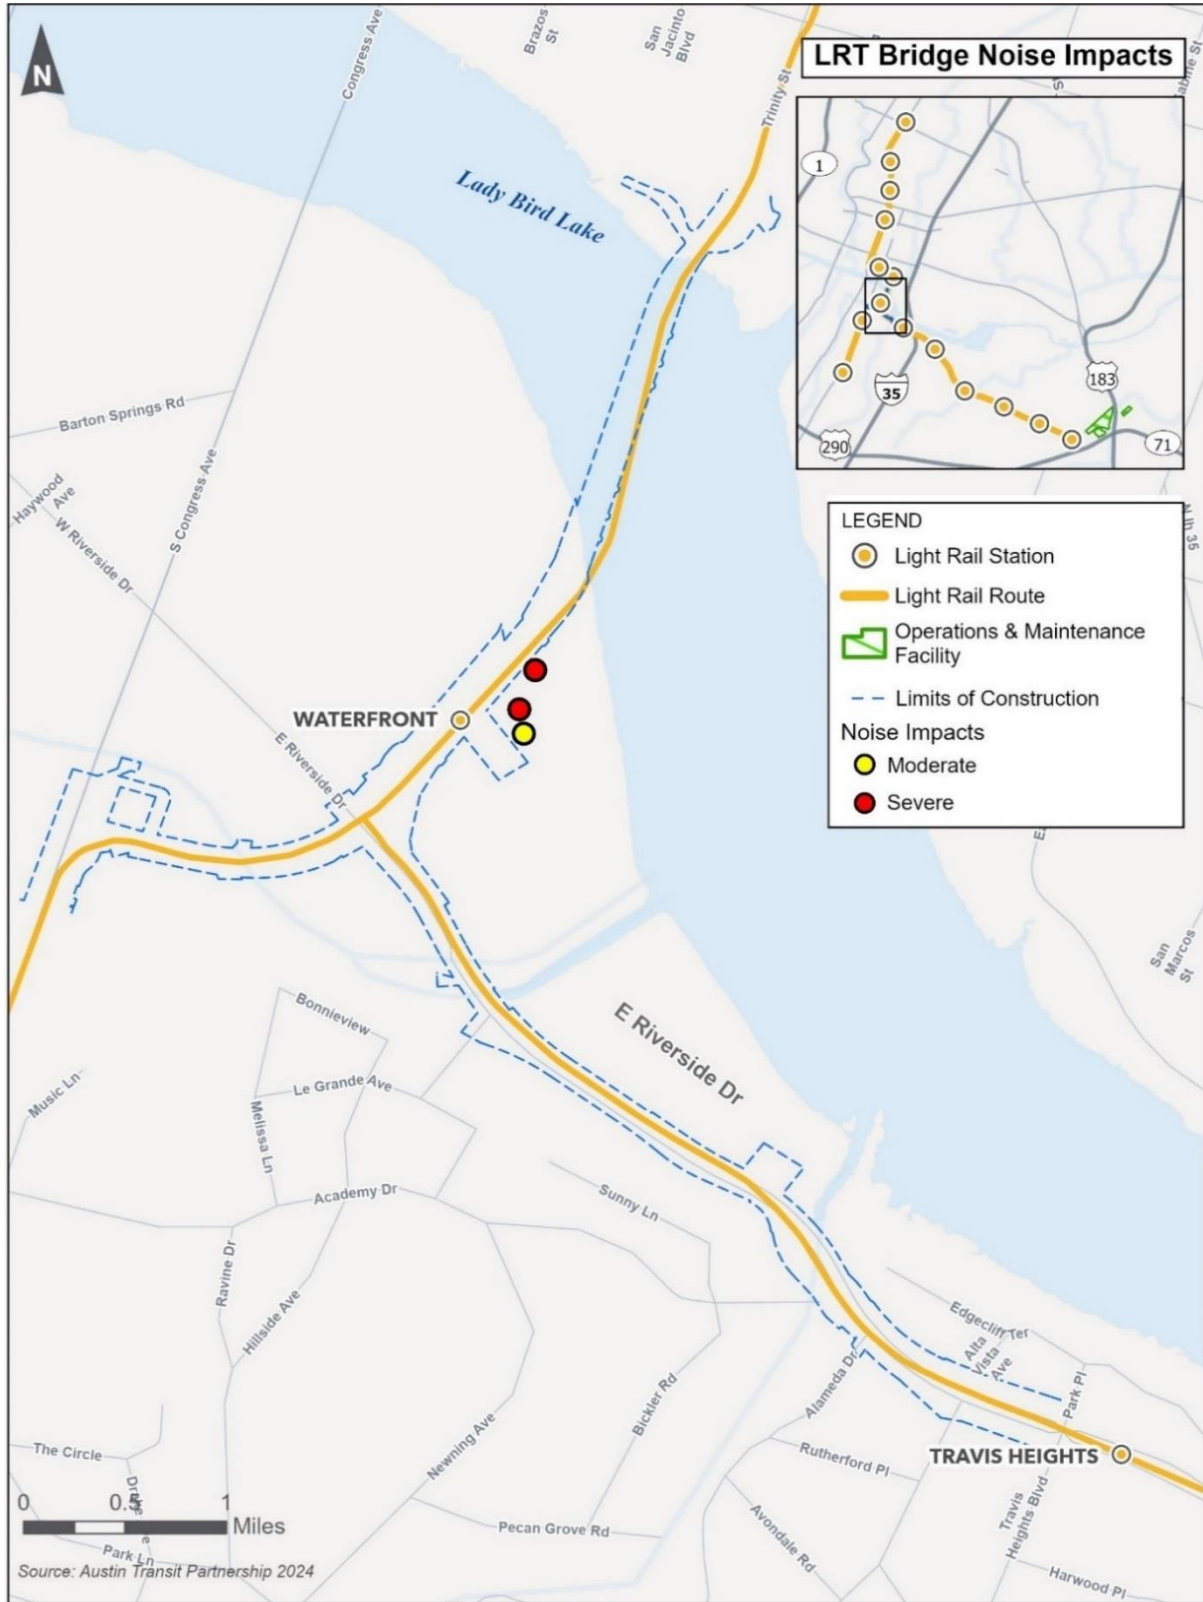 N
Congress Ave
Brazos
St
San
Jacinto
Blvd
Trinity St
LRT Bridge Noise Impacts
1
35
183
290
71
Lady Bird Lake
Barton Springs Rd
Haywood
Ave
W Riverside Dr
S Congress Ave
N Ih 35
LEGEND
Light Rail Station
Light Rail Route
Operations & Maintenance
Facility
Limits of Construction
Noise Impacts
Moderate
Severe
WATERFRONT
E Riverside Dr
San
Marcos
St
E Riverside Dr
Bonnieview
Music Ln
Le Grande Ave
Melissa Ln
Academy Dr
Sunny Ln
Ravine Dr
Hillside Ave
Edgecliff Ter
Alta
Vista
Ave
Park Pl
Alameda Dr
Bickler Rd
Newning Ave
The Circle
Rutherford Pl
TRAVIS HEIGHTS
Travis
Heights Blvd
Avondale Rd
Pecan Grove Rd
Harwood Pl
0 0.5 1
Miles
Park Ln
Source: Austin Transit Partnership 2024